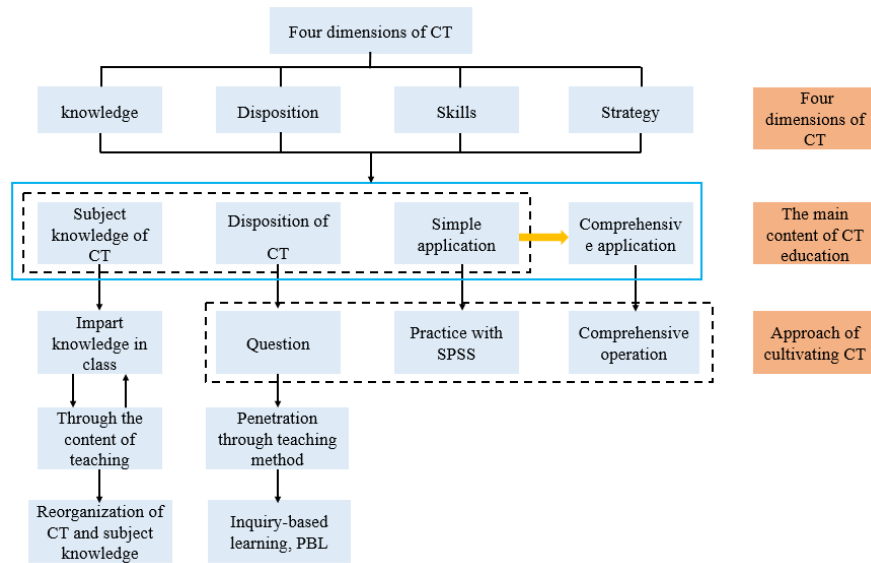 Four dimensions of CT
knowledge
Disposition
Skills
Strategy
Four
dimensions of
CT
Subject
knowledge of
CT
Disposition of
CT
Simple
application
Comprehensiv
e application
The main
content of CT
education
Impart
knowledge in
class
Question
Practice with
SPSS
Comprehensive
operation
Approach of
cultivating CT
Through the
content of
teaching
Penetration
through teaching
method
Reorganization of
CT and subject
knowledge
Inquiry-based
learning, PBL